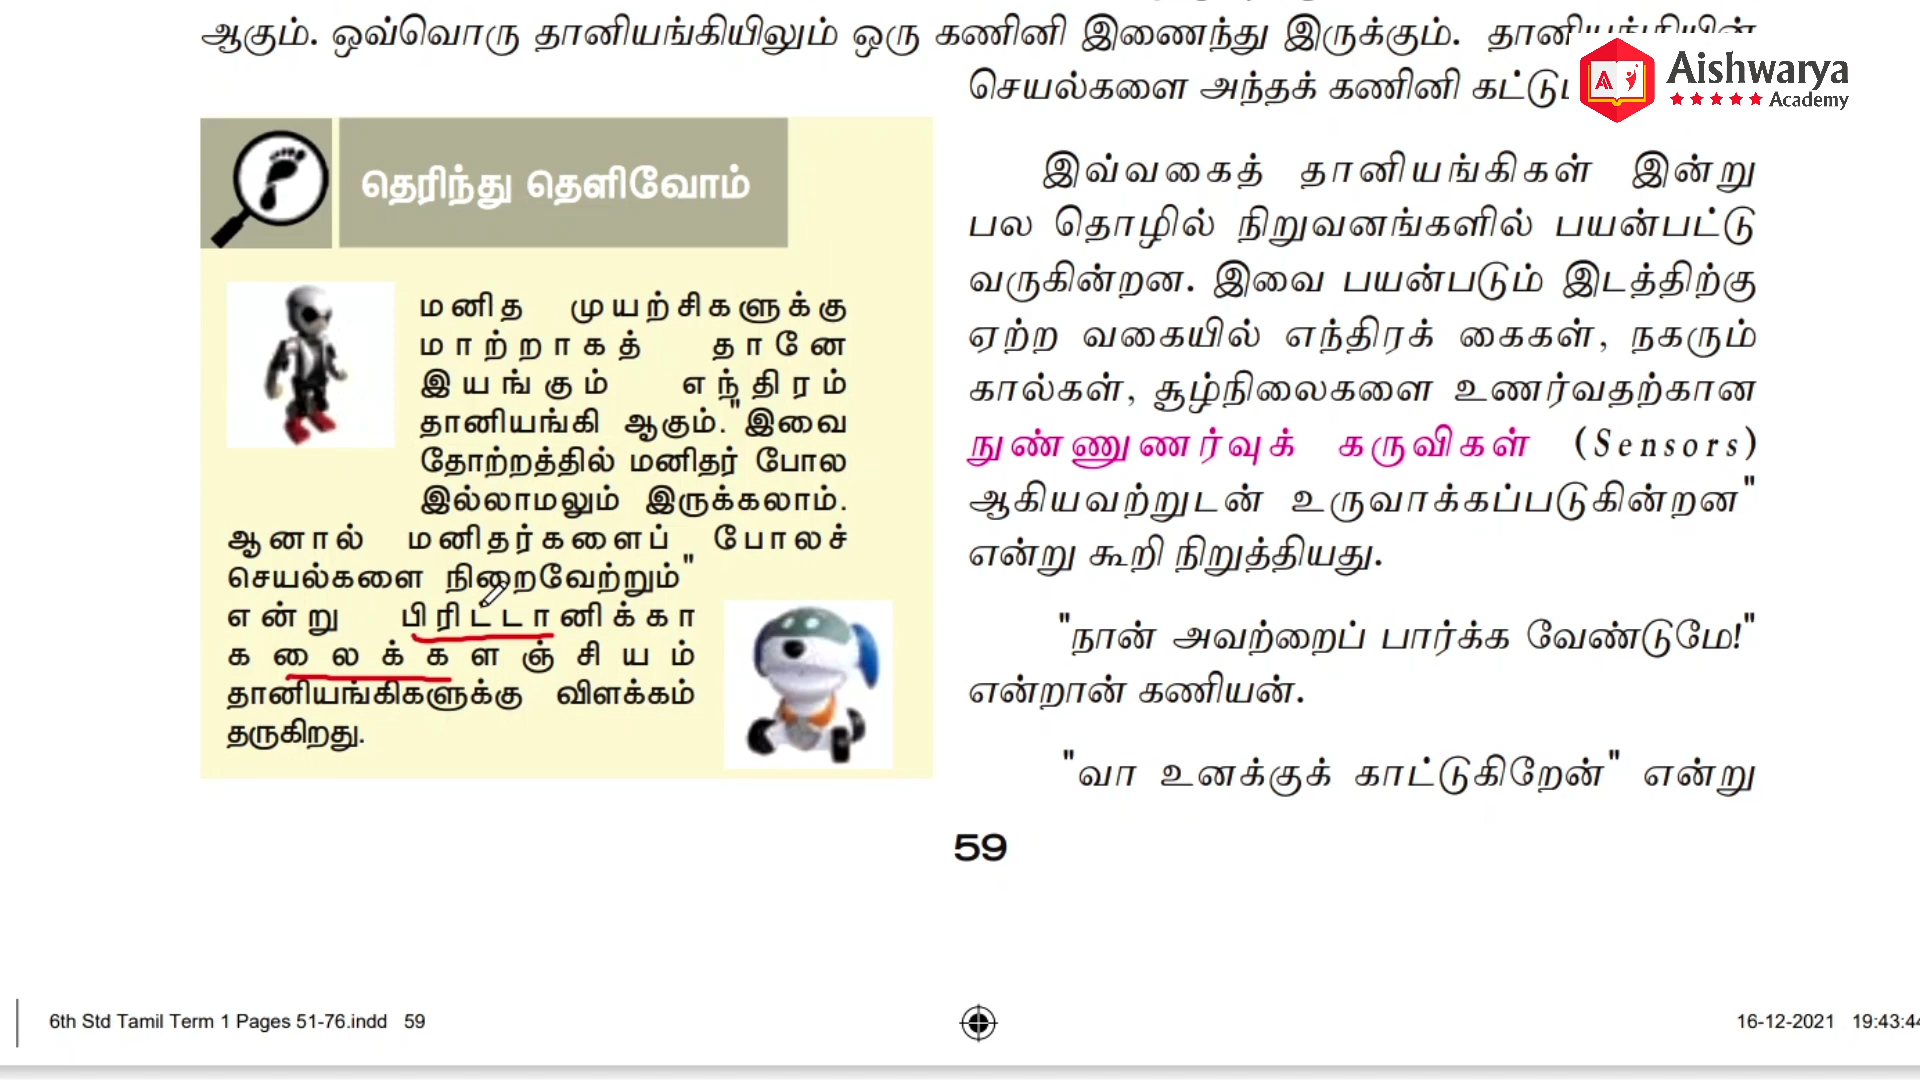 ஆகும். ஒவ்வொரு தானியங்கியிலும் ஒரு கணினி இணைந்து இருக்கும்.
செயல்களை அந்தக் கணினி
Aishwarya
Academy
தெரிந்து தெளிவோம்
மனித முயற்சிகளுக்கு
மாற்றாகத் தானே
இயங்கும் எந்திரம்
தானியங்கி ஆகும்."இவை
தோற்றத்தில் மனிதர் போல
இல்லாமலும் இருக்கலாம்.
ஆனால் மனிதர்களைப் போலச்
செயல்களை நிறைவேற்றும்"
என்று பிரிட்டானிக்கா
கலைக்களஞ்சியம்
தானியங்கிகளுக்கு விளக்கம்
தருகிறது.
இவ்வகைத் தானியங்கிகள் இன்று
பல தொழில் நிறுவனங்களில் பயன்பட்டு
வருகின்றன. இவை பயன்படும் இடத்திற்கு
ஏற்ற வகையில் எந்திரக் கைகள், நகரும்
கால்கள், சூழ்நிலைகளை உணர்வதற்கான
நுண்ணுணர்வுக் கருவிகள் (Sensors)
ஆகியவற்றுடன் உருவாக்கப்படுகின்றன"
என்று கூறி நிறுத்தியது.
"நான் அவற்றைப் பார்க்க வேண்டுமே!"
என்றான் கணியன்.
"வா உனக்குக் காட்டுகிறேன்" என்று
59
6th Std Tamil Term 1 Pages 51-76.indd 59
16-12-2021 19:43:44